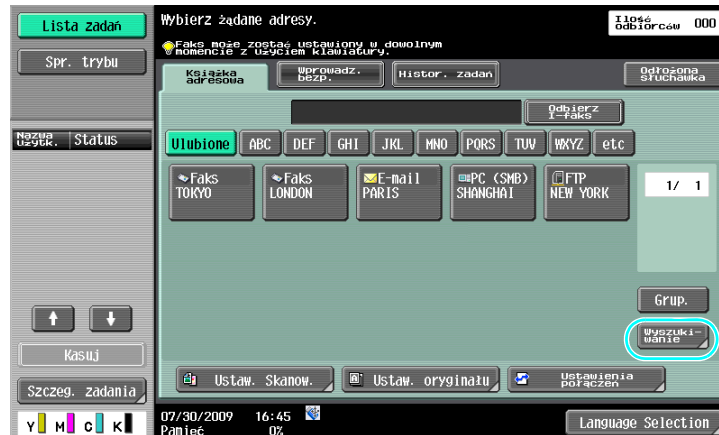 Lista zadań
Spr. trybu
Nazwa użytk.
Status
Kasuj
Szczeg. zadania
Y M C K
Wybierz żądane adresy.
Faks może zostać ustawiony w dowolnym
momencie z użyciem klawiatury.
Ilość
odbiorców
000
Książka
adresowa
Wprowadz.
bezp.
Histor. zadań
Odłożona
słuchawka
Odbierz
I-faks
Ulubione ABC DEF GHI JKL MNO PQRS TUV WXYZ etc
Faks
TOKYO
Faks
LONDON
E-mail
PARIS
PC (SMB)
SHANGHAI
FTP
NEW YORK
1/ 1
Grup.
Wyszuki-
wanie
Ustaw. Skanow.
Ustaw. oryginału
Ustawienia
połączeń
07/30/2009 16:45
Pamięć 0%
Language Selection